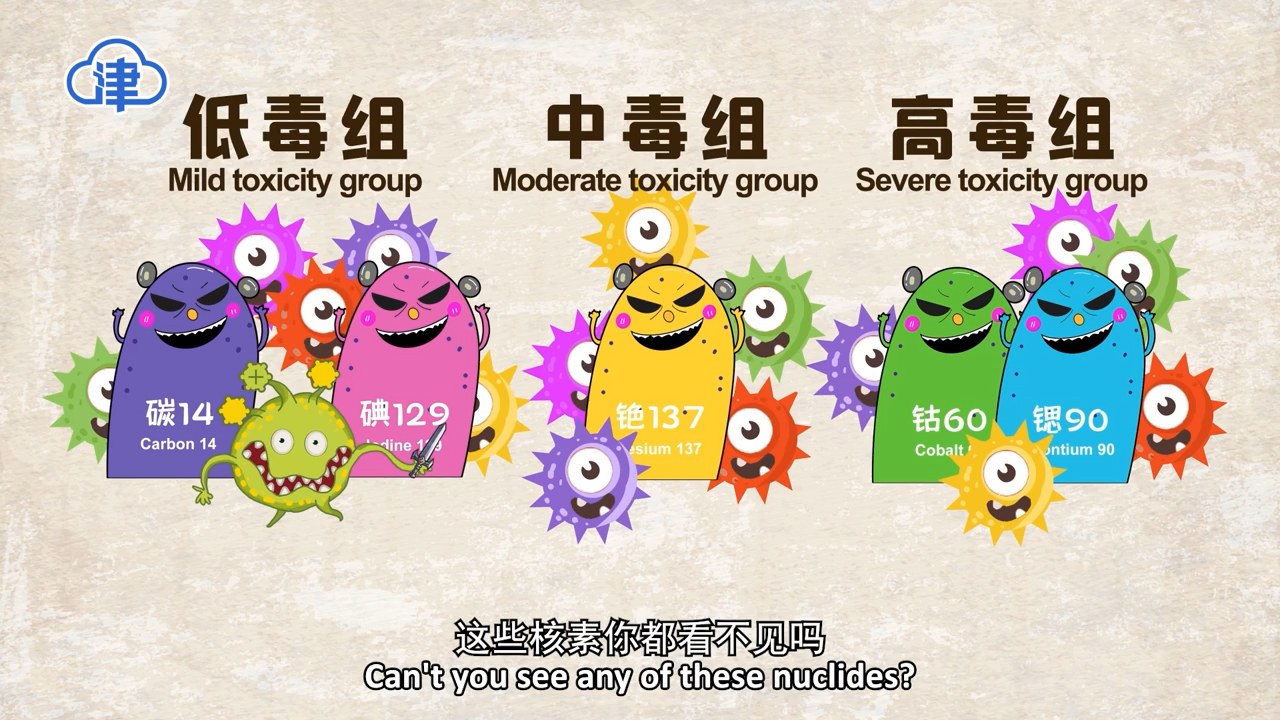 津
低毒组
Mild toxicity group
中毒组
Moderate toxicity group
高毒组
Severe toxicity group
碳14
Carbon 14
碘129
铯137
137
钴60
Cobalt
锶90
90
这些核素你都看不见吗
Can't you see any of these nuclides?